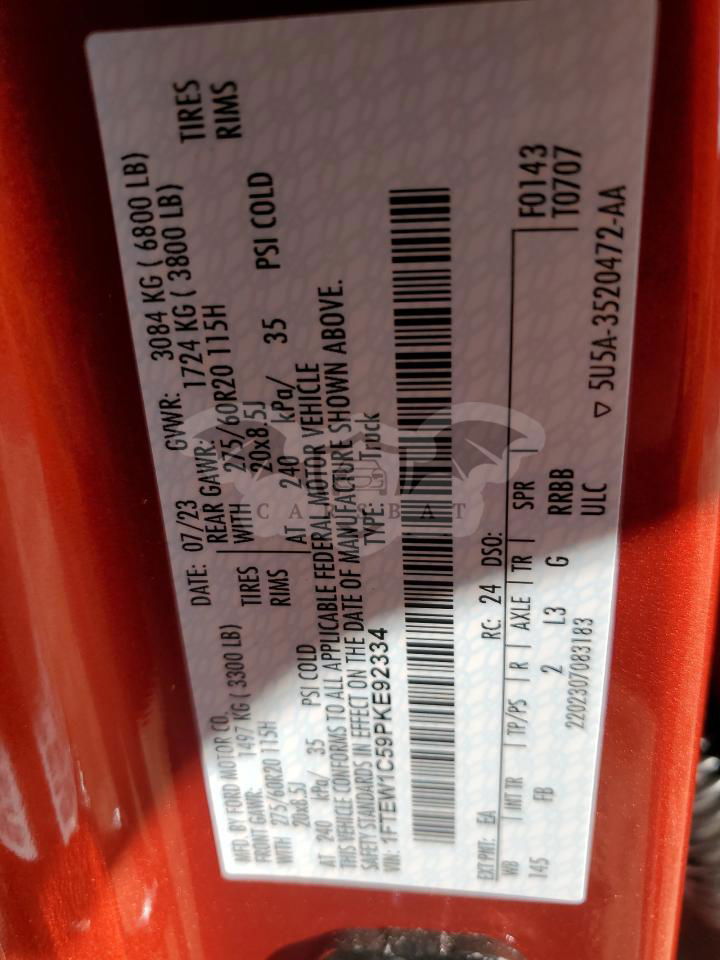 MFD. BY FORD MOTOR CO.
DATE: 07/23 GVWR: 3084 KG ( 6800 LB)
FRONT GAWR: 1497 KG ( 3300 LB) REAR GAWR: 1724 KG ( 3800 LB)
WITH 275/60R20 115H TIRES WITH 275/60R20 115H TIRES
20x8.5J RIMS 20x8.5J RIMS
AT 240 kPa/ 35 PSI COLD AT 240 kPa/ 35 PSI COLD
THIS VEHICLE CONFORMS TO ALL APPLICABLE FEDERAL MOTOR VEHICLE
SAFETY STANDARDS IN EFFECT ON THE DATE OF MANUFACTURE SHOWN ABOVE.
VIN: 1FTEW1C59PKE92334 TYPE: Truck
CARSBAT
EXT PNT: EA RC: 24 DSO: F0143
WB INT TR TP/PS R AXLE TR SPR T0707
145 FB 2 L3 G RRBB
2202307083183 ULC ▽ 5U5A-3520472-AA